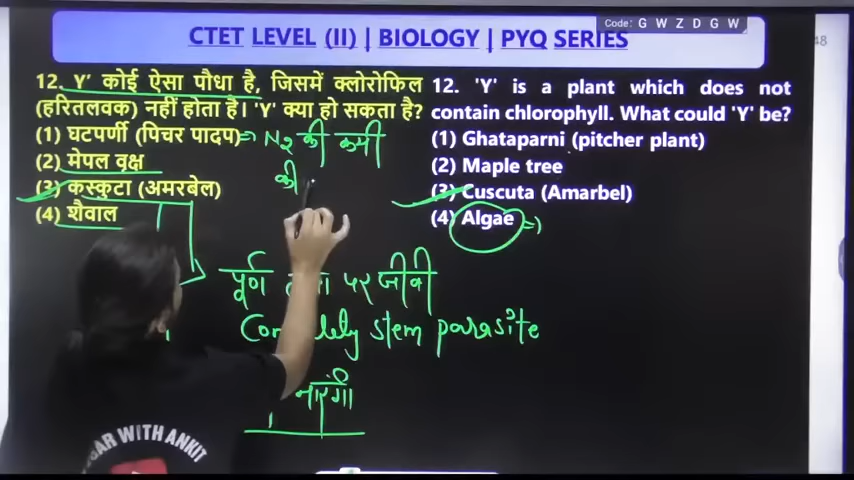 Code: G W Z D G W
48
CTET LEVEL (II) | BIOLOGY | PYQ SERIES
12. Y' कोई ऐसा पौधा है, जिसमें क्लोरोफिल
(हरितलवक) नहीं होता है। 'Y' क्या हो सकता है?
(1) घटपर्णी (पिचर पादप)
(2) मेपल वृक्ष
(3) कस्कुटा (अमरबेल)
(4) शैवाल
N2 की कमी
की
12. 'Y' is a plant which does not
contain chlorophyll. What could 'Y' be?
(1) Ghataparni (pitcher plant)
(2) Maple tree
(3) Cuscuta (Amarbel)
(4) Algae
पूर्ण परजीवी
stem parasite
नारंगी
GAR WITH ANKIT